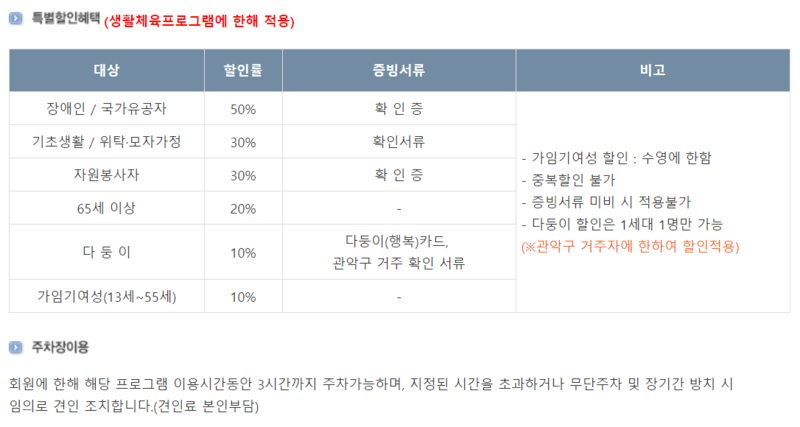 특별할인혜택 (생활체육프로그램에 한해 적용)
대상 할인률 증빙서류 비고
장애인 / 국가유공자 50% 확 인 증
기초생활 / 위탁·모자가정 30% 확인서류
자원봉사자 30% 확 인 증
65세 이상 20% -
다 둥 이 10% 다둥이(행복)카드,
관악구 거주 확인 서류
가임기여성(13세~55세) 10% -
- 가임기여성 할인 : 수영에 한함
- 중복할인 불가
- 증빙서류 미비 시 적용불가
- 다둥이 할인은 1세대 1명만 가능
(※관악구 거주자에 한하여 할인적용)
주차장이용
회원에 한해 해당 프로그램 이용시간동안 3시간까지 주차가능하며, 지정된 시간을 초과하거나 무단주차 및 장기간 방치 시
임의로 견인 조치합니다.(견인료 본인부담)